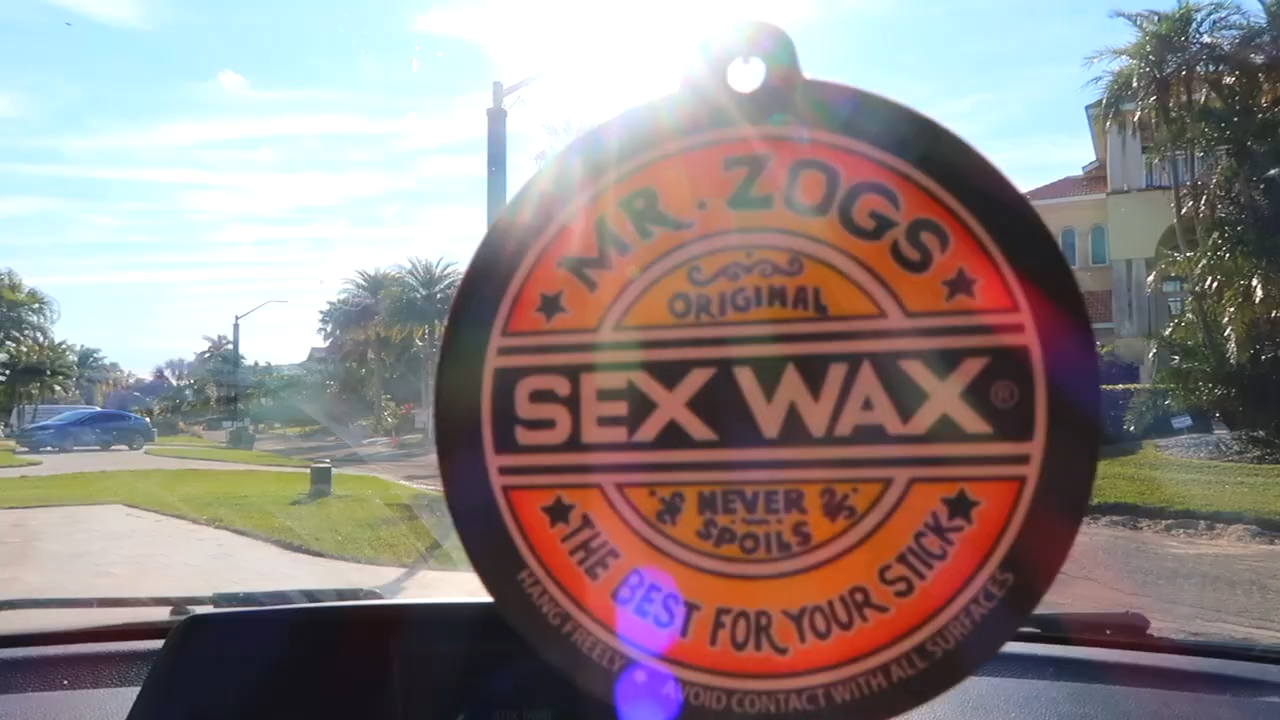 MR. ZOGS
ORIGINAL
SEX WAX®
NEVER
SPOILS
THE BEST FOR YOUR STICK
HANG FREELY AVOID CONTACT WITH ALL SURFACES